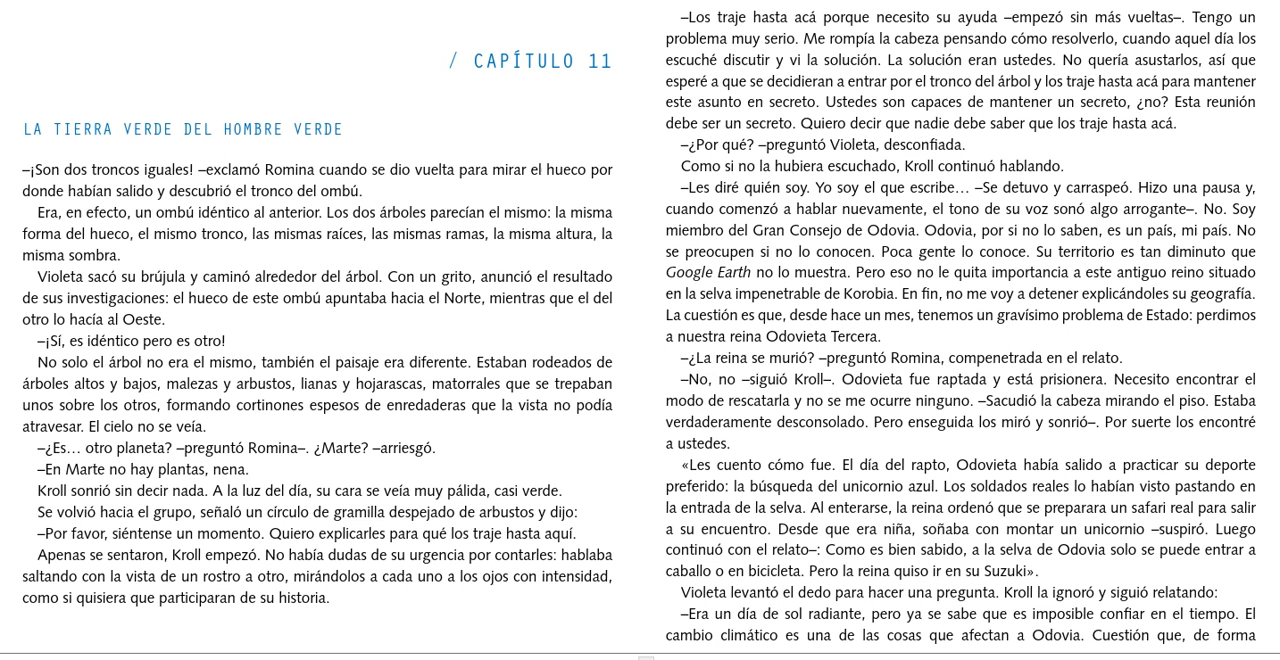 / CAPÍTULO 11
LA TIERRA VERDE DEL HOMBRE VERDE
–¡Son dos troncos iguales! –exclamó Romina cuando se dio vuelta para mirar el hueco por
donde habían salido y descubrió el tronco del ombú.
Era, en efecto, un ombú idéntico al anterior. Los dos árboles parecían el mismo: la misma
forma del hueco, el mismo tronco, las mismas raíces, las mismas ramas, la misma altura, la
misma sombra.
Violeta sacó su brújula y caminó alrededor del árbol. Con un grito, anunció el resultado
de sus investigaciones: el hueco de este ombú apuntaba hacia el Norte, mientras que el del
otro lo hacía al Oeste.
–¡Sí, es idéntico pero es otro!
No solo el árbol no era el mismo, también el paisaje era diferente. Estaban rodeados de
árboles altos y bajos, malezas y arbustos, lianas y hojarascas, matorrales que se trepaban
unos sobre los otros, formando cortinones espesos de enredaderas que la vista no podía
atravesar. El cielo no se veía.
–¿Es… otro planeta? –preguntó Romina–. ¿Marte? –arriesgó.
–En Marte no hay plantas, nena.
Kroll sonrió sin decir nada. A la luz del día, su cara se veía muy pálida, casi verde.
Se volvió hacia el grupo, señaló un círculo de gramilla despejado de arbustos y dijo:
–Por favor, siéntense un momento. Quiero explicarles para qué los traje hasta aquí.
Apenas se sentaron, Kroll empezó. No había dudas de su urgencia por contarles: hablaba
saltando con la vista de un rostro a otro, mirándolos a cada uno a los ojos con intensidad,
como si quisiera que participaran de su historia.
–Los traje hasta acá porque necesito su ayuda –empezó sin más vueltas–. Tengo un
problema muy serio. Me rompía la cabeza pensando cómo resolverlo, cuando aquel día los
escuché discutir y vi la solución. La solución eran ustedes. No quería asustarlos, así que
esperé a que se decidieran a entrar por el tronco del árbol y los traje hasta acá para mantener
este asunto en secreto. Ustedes son capaces de mantener un secreto, ¿no? Esta reunión
debe ser un secreto. Quiero decir que nadie debe saber que los traje hasta acá.
–¿Por qué? –preguntó Violeta, desconfiada.
Como si no la hubiera escuchado, Kroll continuó hablando.
–Les diré quién soy. Yo soy el que escribe… –Se detuvo y carraspeó. Hizo una pausa y,
cuando comenzó a hablar nuevamente, el tono de su voz sonó algo arrogante–. No. Soy
miembro del Gran Consejo de Odovia. Odovia, por si no lo saben, es un país, mi país. No
se preocupen si no lo conocen. Poca gente lo conoce. Su territorio es tan diminuto que
Google Earth no lo muestra. Pero eso no le quita importancia a este antiguo reino situado
en la selva impenetrable de Korobia. En fin, no me voy a detener explicándoles su geografía.
La cuestión es que, desde hace un mes, tenemos un gravísimo problema de Estado: perdimos
a nuestra reina Odovieta Tercera.
–¿La reina se murió? –preguntó Romina, compenetrada en el relato.
–No, no –siguió Kroll–. Odovieta fue raptada y está prisionera. Necesito encontrar el
modo de rescatarla y no se me ocurre ninguno. –Sacudió la cabeza mirando el piso. Estaba
verdaderamente desconsolado. Pero enseguida los miró y sonrió–. Por suerte los encontré
a ustedes.
«Les cuento cómo fue. El día del rapto, Odovieta había salido a practicar su deporte
preferido: la búsqueda del unicornio azul. Los soldados reales lo habían visto pastando en
la entrada de la selva. Al enterarse, la reina ordenó que se preparara un safari real para salir
a su encuentro. Desde que era niña, soñaba con montar un unicornio –suspiró. Luego
continuó con el relato–: Como es bien sabido, a la selva de Odovia solo se puede entrar a
caballo o en bicicleta. Pero la reina quiso ir en su Suzuki».
Violeta levantó el dedo para hacer una pregunta. Kroll la ignoró y siguió relatando:
–Era un día de sol radiante, pero ya se sabe que es imposible confiar en el tiempo. El
cambio climático es una de las cosas que afectan a Odovia. Cuestión que, de forma